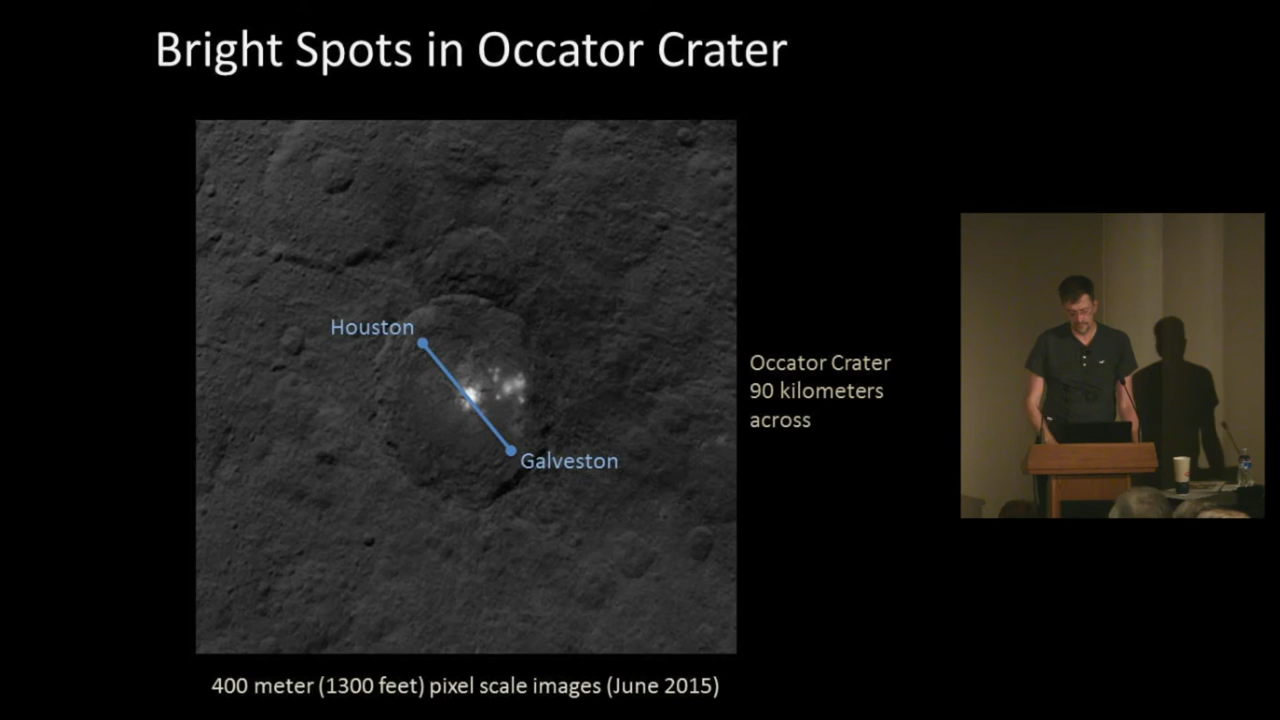 Bright Spots in Occator Crater
Houston
Galveston
Occator Crater
90 kilometers
across
400 meter (1300 feet) pixel scale images (June 2015)